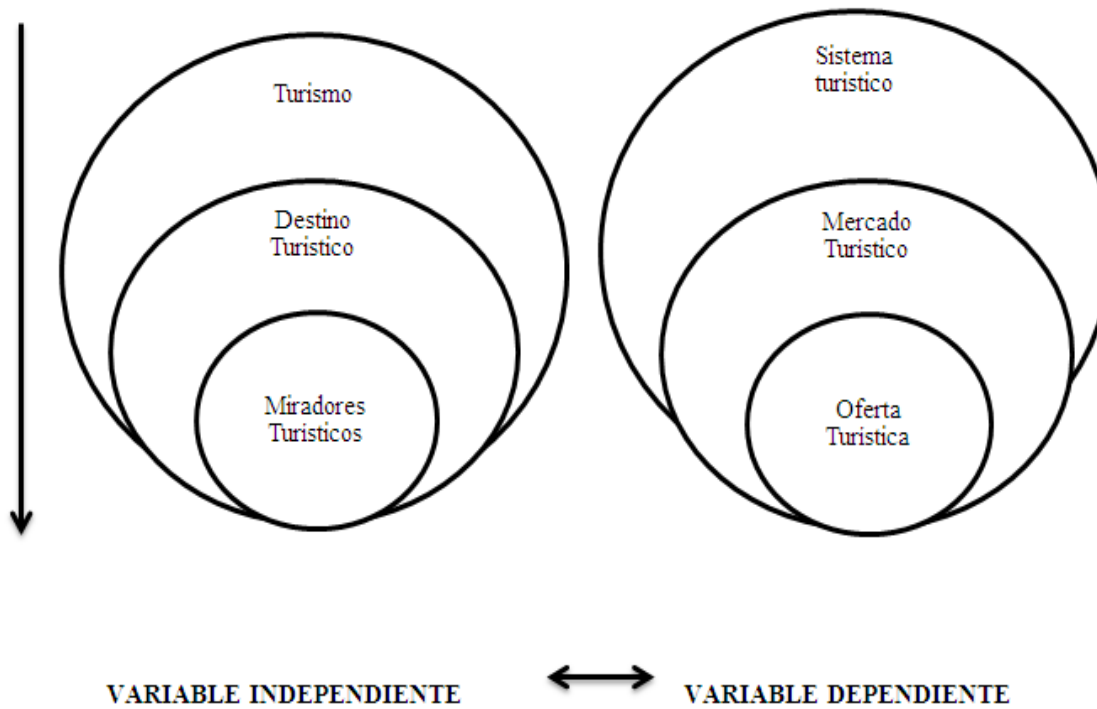 Turismo
Destino
Turistico
Miradores
Turisticos
Sistema
turistico
Mercado
Turistico
Oferta
Turistica
VARIABLE INDEPENDIENTE
VARIABLE DEPENDIENTE